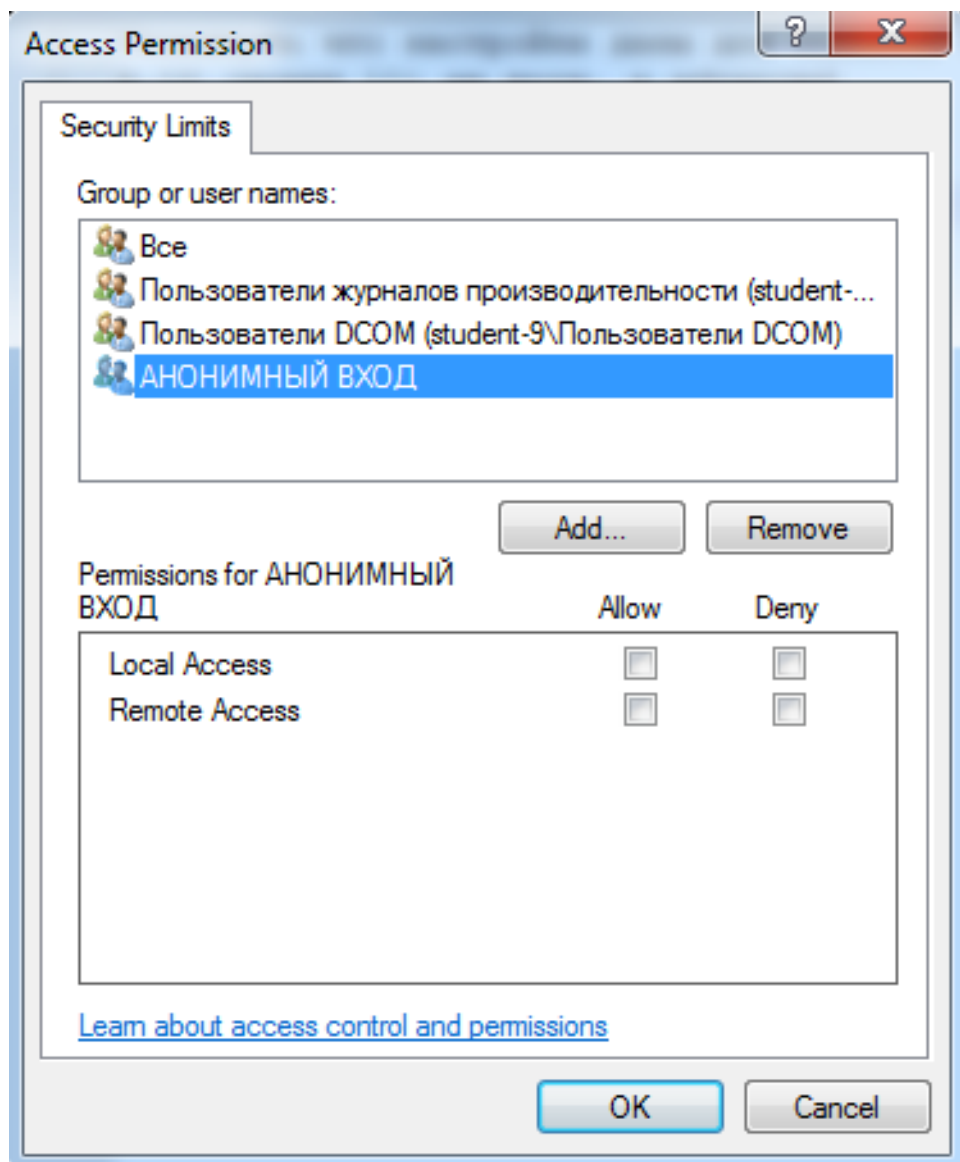 Access Permission
Security Limits
Group or user names:
Все
Пользователи журналов производительности (student-...
Пользователи DCOM (student-9\Пользователи DCOM)
АНОНИМНЫЙ ВХОД
Add... Remove
Permissions for АНОНИМНЫЙ
ВХОД Allow Deny
Local Access
Remote Access
Learn about access control and permissions
OK Cancel